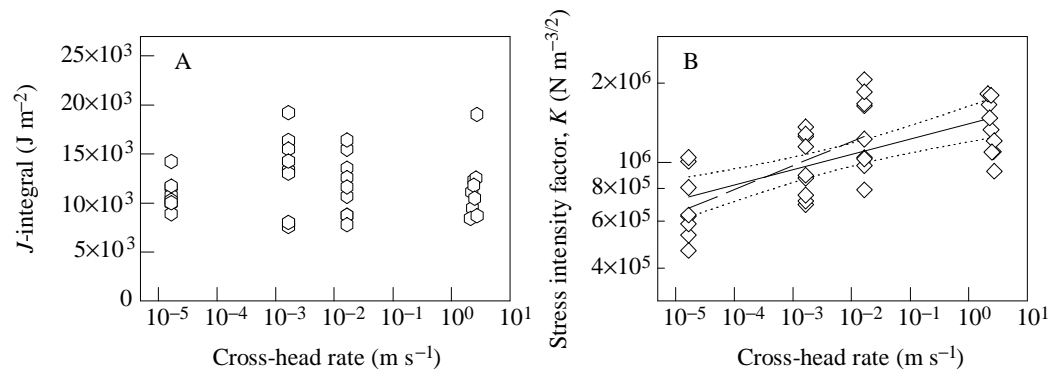 A
J-integral (J m⁻²)
25×10³
20×10³
15×10³
10×10³
5×10³
0
10⁻⁵ 10⁻⁴ 10⁻³ 10⁻² 10⁻¹ 10⁰ 10¹
Cross-head rate (m s⁻¹)
B
Stress intensity factor, K (N m⁻³/²)
2×10⁶
10⁶
8×10⁵
6×10⁵
4×10⁵
10⁻⁵ 10⁻⁴ 10⁻³ 10⁻² 10⁻¹ 10⁰ 10¹
Cross-head rate (m s⁻¹)